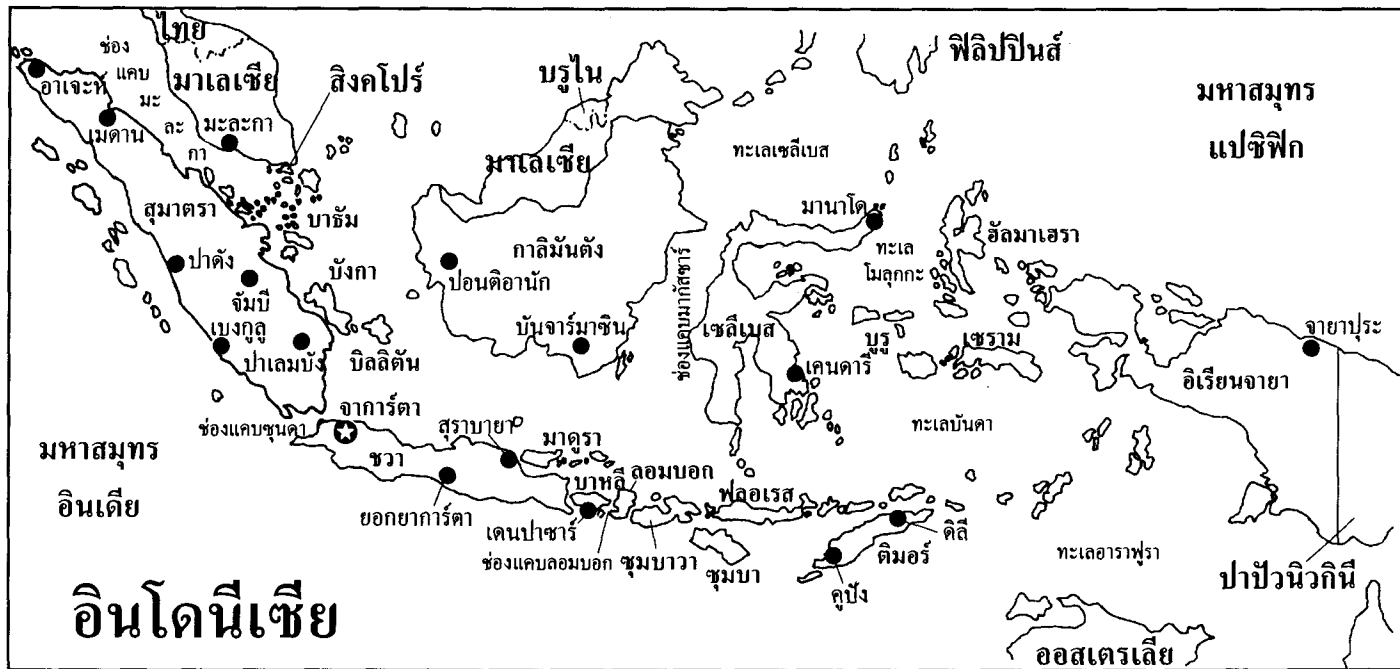 ไทย
ช่อง
แคบ
มะ
ละ
กา
มาเลเซีย
สิงคโปร์
บรูไน
ฟิลิปปินส์
มหาสมุทร
แปซิฟิก
อาเจะห์
เมดาน
มะละกา
มาเลเซีย
ทะเลเซลีเบส
สุมาตรา
บาธัม
มานาโด
ฮัลมาเฮรา
กาลิมันตัง
ทะเล
โมลุกกะ
ปาดัง
บังกา
ปอนติอานัก
ช่องแคบมากัสซาร์
จัมบี
เบงกูลู
ปาเลมบัง
บิลลิตัน
บันจาร์มาซิน
เซลีเบส
เคนดารี
บูรู
เซราม
จายาปุระ
อิเรียนจายา
จาการ์ตา
ช่องแคบซุนดา
สุราบายา
มาดูรา
ทะเลบันดา
มหาสมุทร
อินเดีย
ชวา
บาหลี
ลอมบอก
ฟลอเรส
ยอกยาการ์ตา
เดนปาซาร์
ช่องแคบลอมบอก
ซุมบาวา
ซุมบา
ติมอร์
ดิลี
คูปัง
ทะเลอาราฟูรา
ปาปัวนิวกินี
อินโดนีเซีย
ออสเตรเลีย